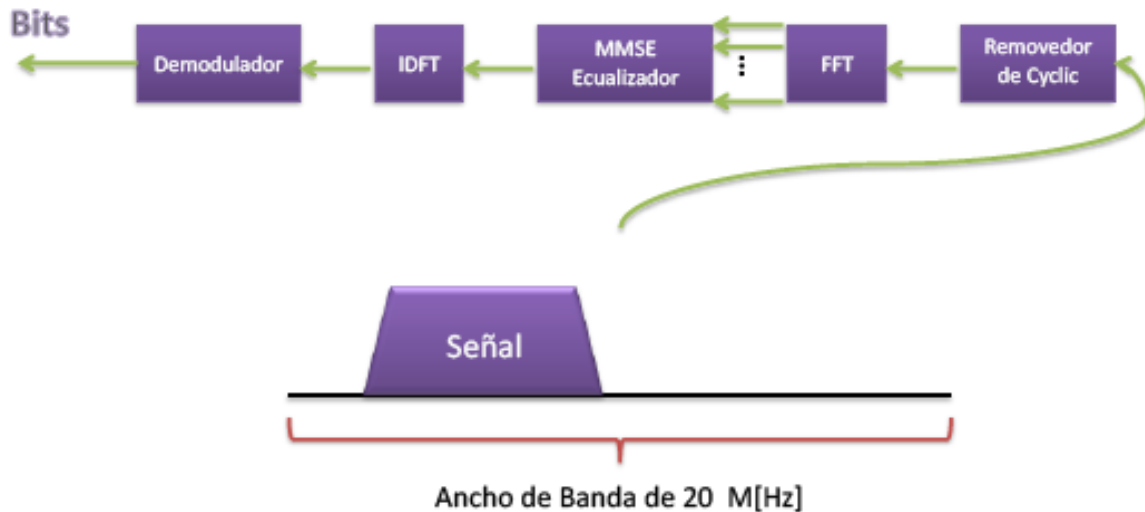 Bits
Demodulador
IDFT
MMSE
Ecualizador
FFT
Removedor
de Cyclic
Señal
Ancho de Banda de 20 M[Hz]